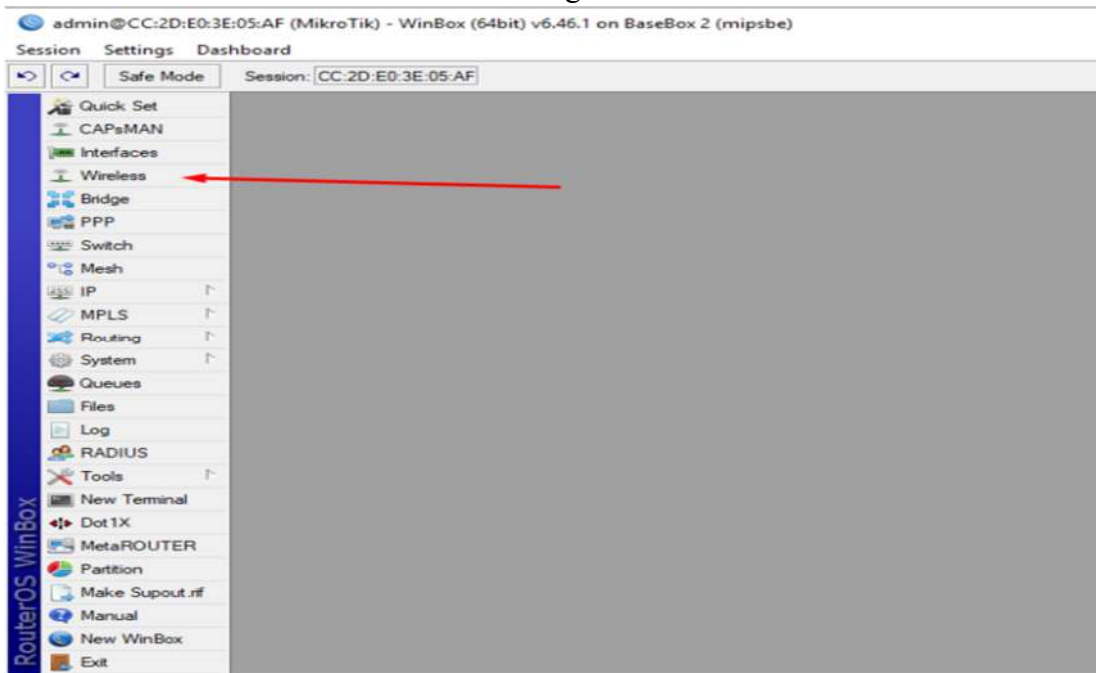 admin@CC:2D:E0:3E:05:AF (MikroTik) - WinBox (64bit) v6.46.1 on BaseBox 2 (mipsbe)
Session Settings Dashboard
Safe Mode Session: CC:2D:E0:3E:05:AF
Quick Set
CAPsMAN
Interfaces
Wireless
Bridge
PPP
Switch
Mesh
IP
MPLS
Routing
System
Queues
Files
Log
RADIUS
Tools
New Terminal
Dot1X
MetaROUTER
Partition
Make Supout.rif
Manual
New WinBox
Exit
RouterOS WinBox